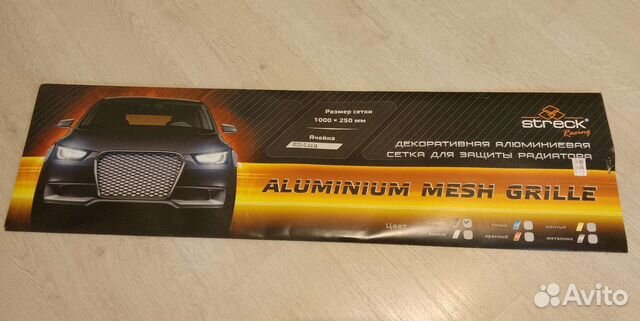 Размер сетки
1000 × 250 мм
Ячейка
streck®
Racing
ДЕКОРАТИВНАЯ АЛЮМИНИЕВАЯ
СЕТКА ДЛЯ ЗАЩИТЫ РАДИАТОРА
ALUMINIUM MESH GRILLE
Цвет
желтый
красный
металлик
Avito